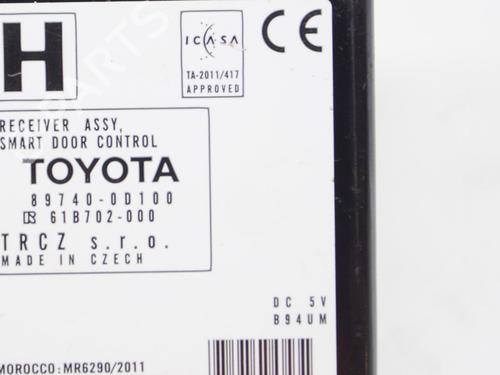 H
ICASA
TA-2011/417
APPROVED
CE
RECEIVER ASSY,
SMART DOOR CONTROL
TOYOTA
89740-0D100
61B702-000
TRCZ s.r.o.
MADE IN CZECH
DC 5V
B94UM
MOROCCO:MR6290/2011